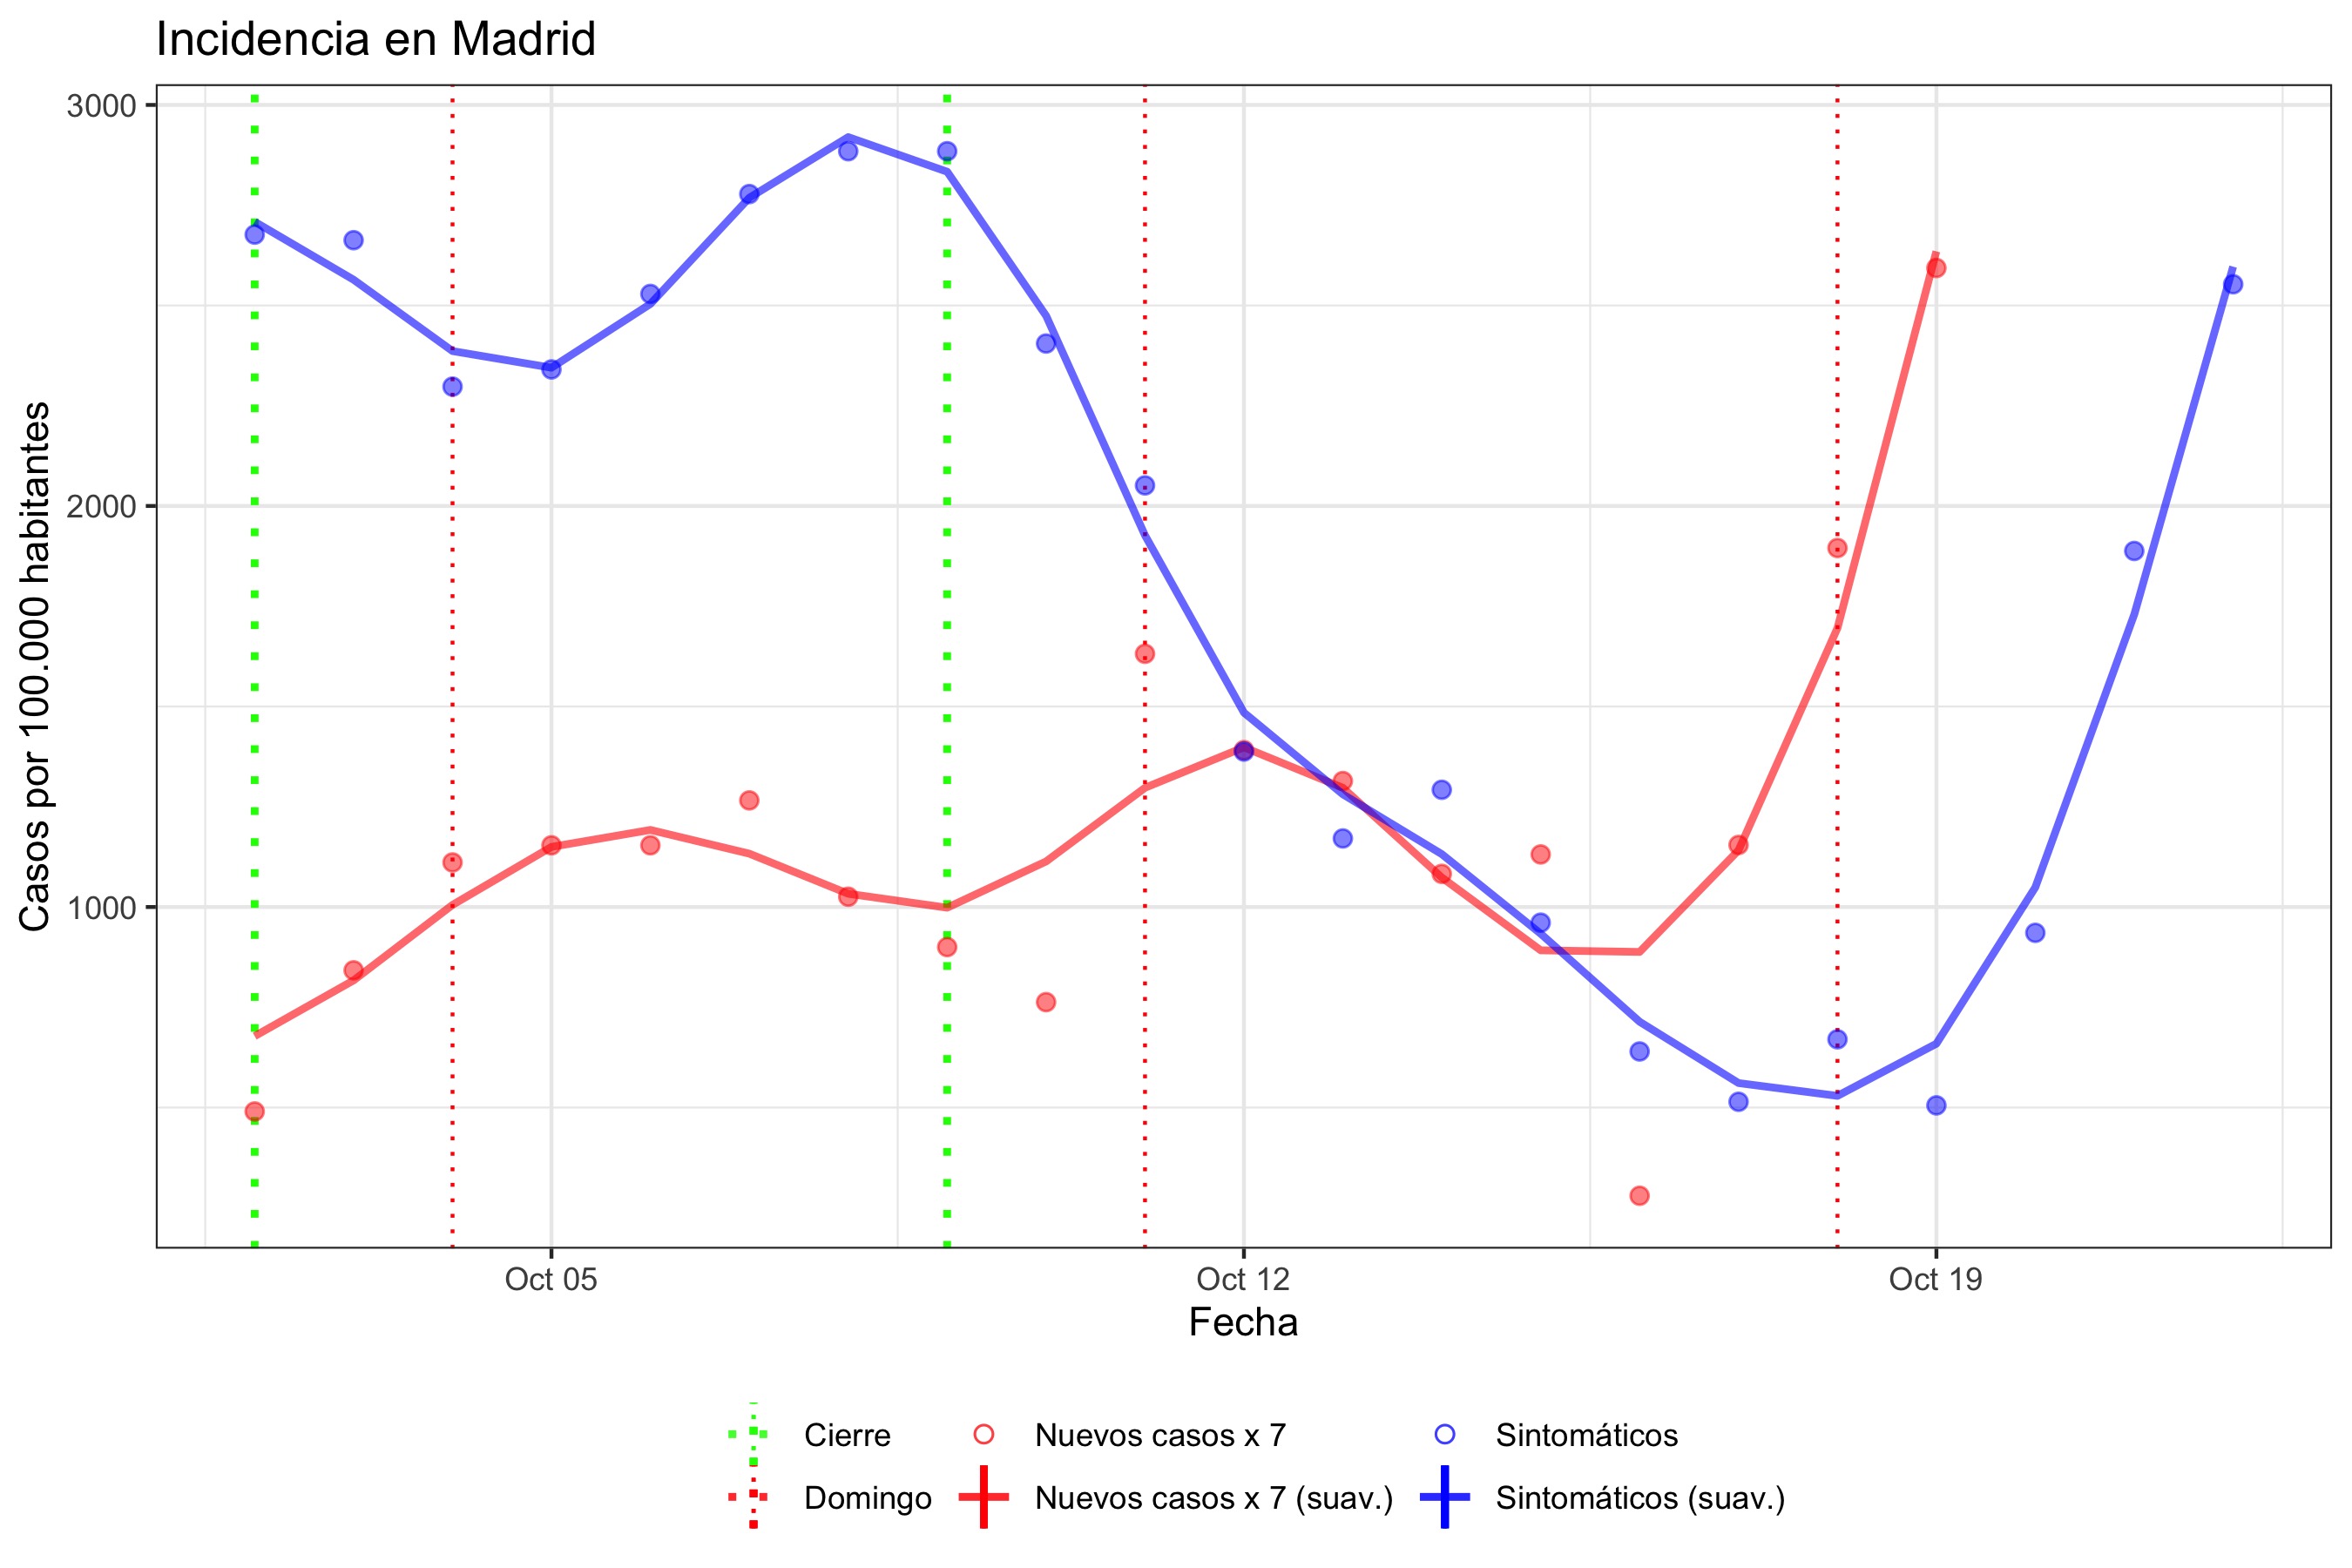 Incidencia en Madrid
Casos por 100.000 habitantes
3000
2000
1000
Oct 05
Oct 12
Oct 19
Fecha
Cierre
Nuevos casos x 7
Sintomáticos
Domingo
Nuevos casos x 7 (suav.)
Sintomáticos (suav.)